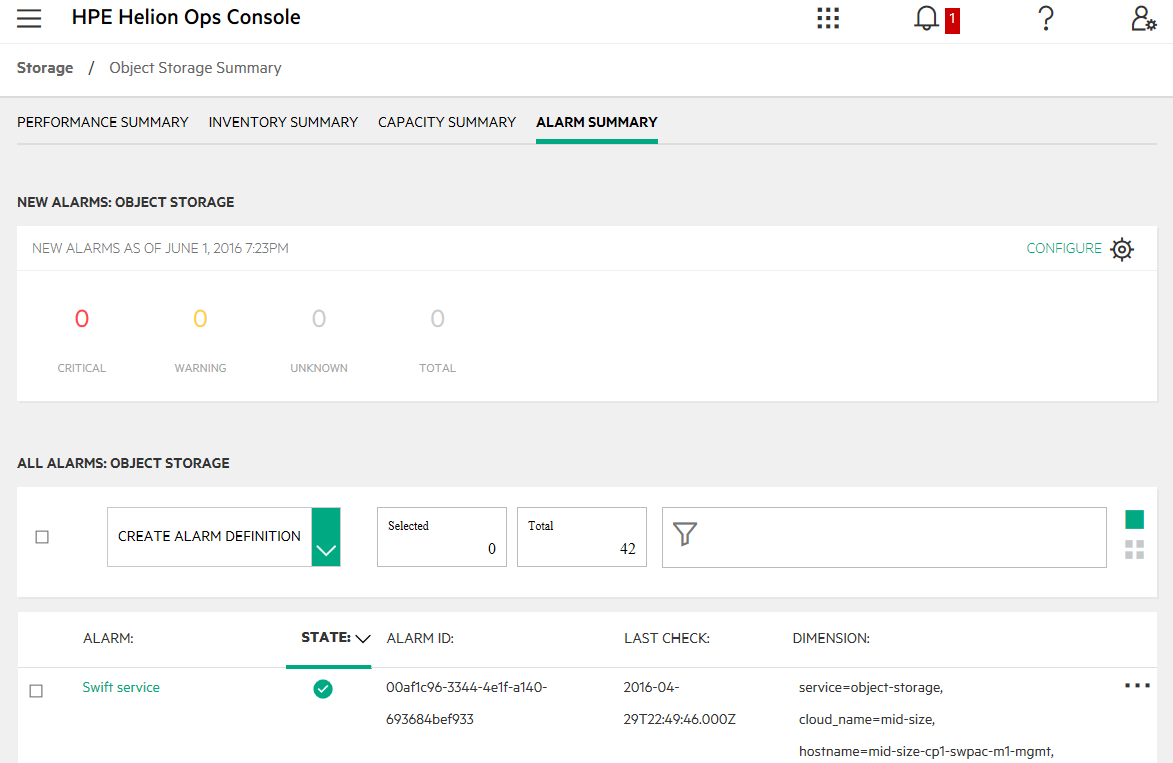 HPE Helion Ops Console
1
Storage / Object Storage Summary
PERFORMANCE SUMMARY INVENTORY SUMMARY CAPACITY SUMMARY ALARM SUMMARY
NEW ALARMS: OBJECT STORAGE
NEW ALARMS AS OF JUNE 1, 2016 7:23PM CONFIGURE
0 0 0 0
CRITICAL WARNING UNKNOWN TOTAL
ALL ALARMS: OBJECT STORAGE
CREATE ALARM DEFINITION Selected 0 Total 42
ALARM: STATE: ALARM ID: LAST CHECK: DIMENSION:
Swift service 00af1c96-3344-4e1f-a140- 2016-04- service=object-storage,
693684bef933 29T22:49:46.000Z cloud_name=mid-size,
hostname=mid-size-cp1-swpac-m1-mgmt,